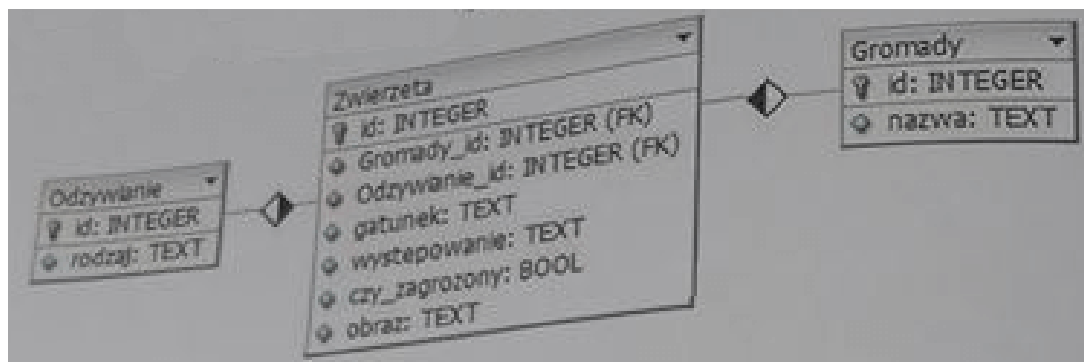 Odzywianie
id: INTEGER
rodzaj: TEXT
Zwierzeta
id: INTEGER
Gromady_id: INTEGER (FK)
Odzywianie_id: INTEGER (FK)
gatunek: TEXT
wystepowanie: TEXT
czy_zagrozony: BOOL
obraz: TEXT
Gromady
id: INTEGER
nazwa: TEXT